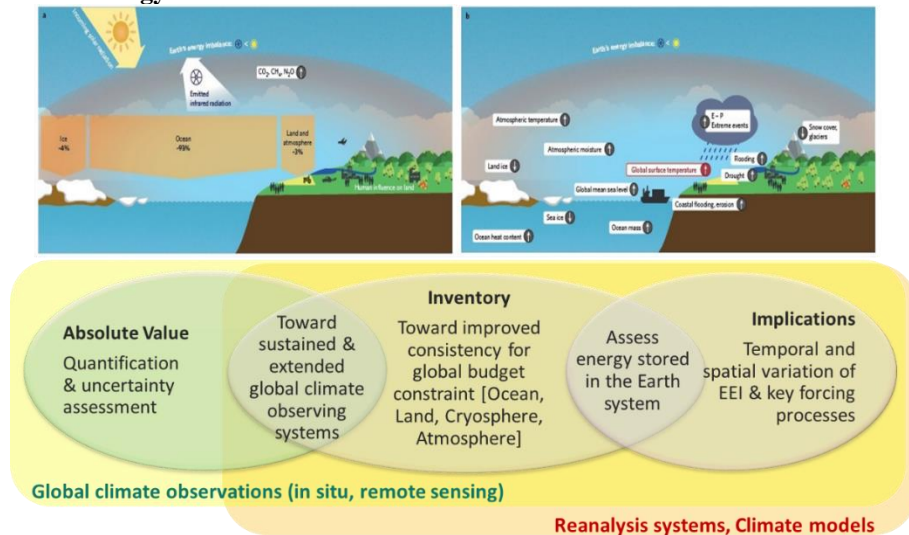 a
Incoming solar radiation
Earth's energy imbalance:
<
Emitted
infrared radiation
CO2, CH4, N2O
Ice
~4%
Ocean
~93%
Land and
atmosphere
~3%
Human influence on land
b
Earth's energy imbalance:
<
Atmospheric temperature
Atmospheric moisture
Land ice
Global surface temperature
Global mean sea level
Sea ice
Ocean heat content
Ocean mass
E – P
Extreme events
Snow cover,
glaciers
Flooding
Drought
Coastal flooding, erosion
Absolute Value
Quantification
& uncertainty
assessment
Toward
sustained &
extended
global climate
observing
systems
Inventory
Toward improved
consistency for
global budget
constraint [Ocean,
Land, Cryosphere,
Atmosphere]
Assess
energy stored
in the Earth
system
Implications
Temporal and
spatial variation of
EEI & key forcing
processes
Global climate observations (in situ, remote sensing)
Reanalysis systems, Climate models